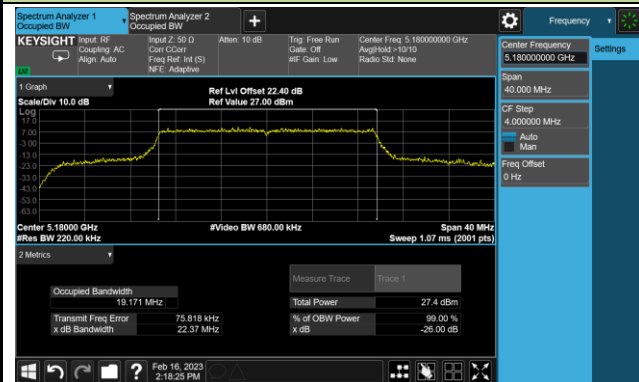 Spectrum Analyzer 1
Occupied BW
Spectrum Analyzer 2
Occupied BW
+
Frequency
KEYSIGHT
Input: RF
Coupling: AC
Align: Auto
Input Z: 50 Ω
Corr CCorr
Freq Ref: Int (S)
NFE: Adaptive
Atten: 10 dB
Trig: Free Run
Gate: Off
#IF Gain: Low
Center Freq: 5.180000000 GHz
Avg|Hold:>10/10
Radio Std: None
LXI
Center Frequency
5.180000000 GHz
Settings
Span
40.000 MHz
CF Step
4.000000 MHz
Auto
Man
Freq Offset
0 Hz
1 Graph
Scale/Div 10.0 dB
Ref Lvl Offset 22.40 dB
Ref Value 27.00 dBm
Log
17.0
7.00
-3.00
-13.0
-23.0
-33.0
-43.0
-53.0
-63.0
Center 5.18000 GHz
#Res BW 220.00 kHz
#Video BW 680.00 kHz
Span 40 MHz
Sweep 1.07 ms (2001 pts)
2 Metrics
Measure Trace
Trace 1
Occupied Bandwidth
19.171 MHz
Total Power
27.4 dBm
Transmit Freq Error
75.818 kHz
% of OBW Power
99.00 %
x dB Bandwidth
22.37 MHz
x dB
-26.00 dB
?
Feb 16, 2023
2:18:25 PM